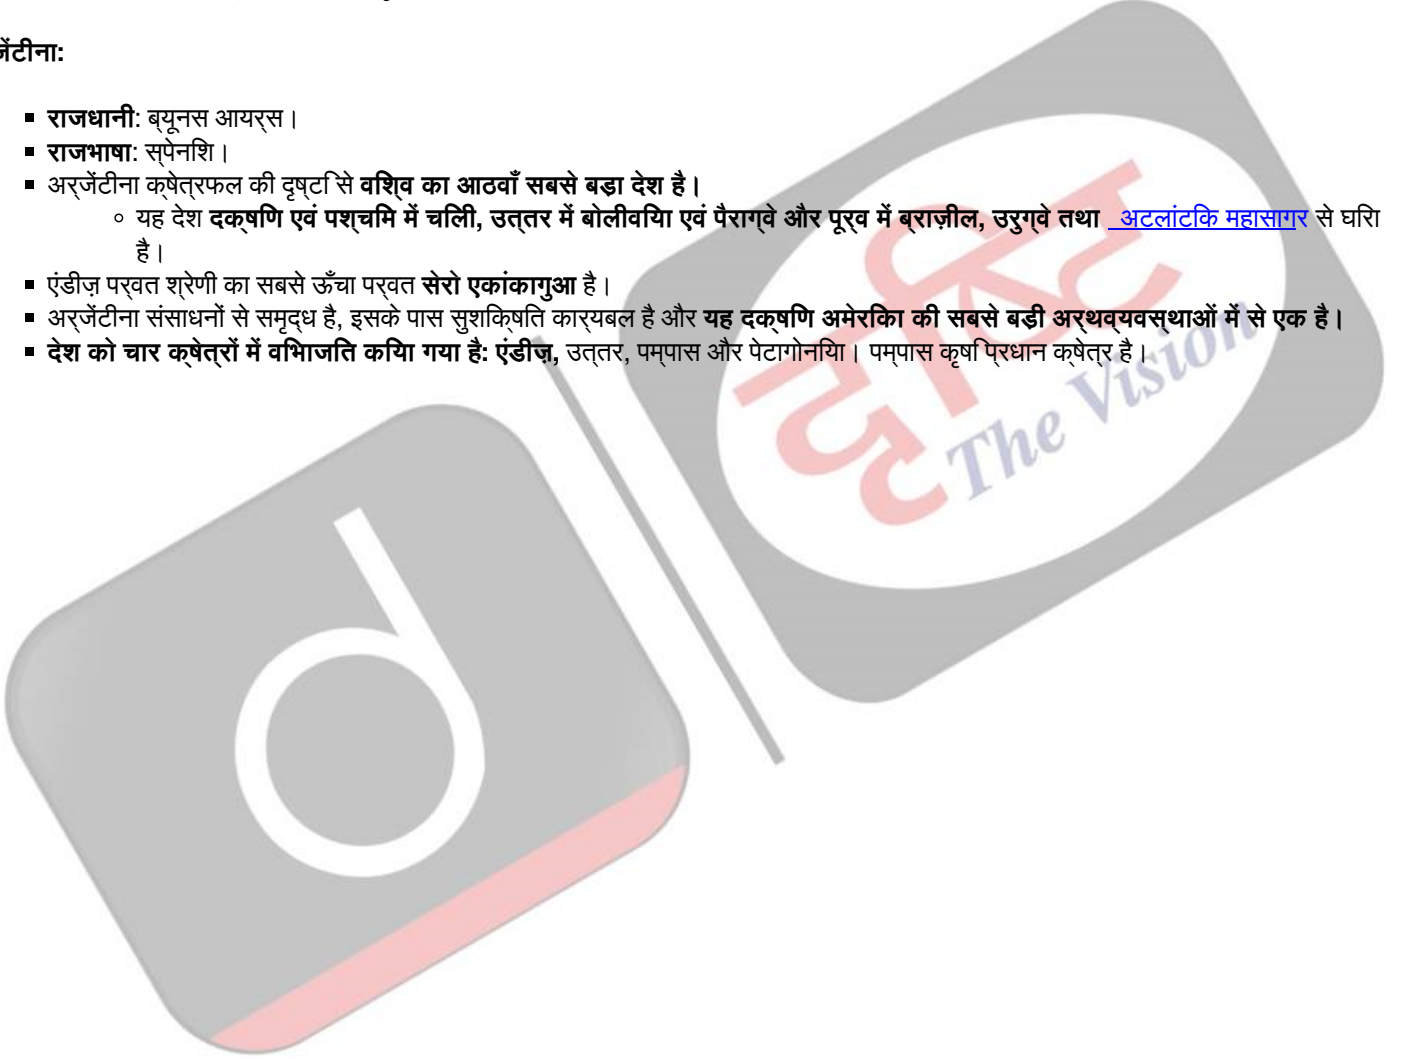 जेंटीना:
राजधानी: ब्यूनस आयर्स।
राजभाषा: स्पेनिश।
अर्जेंटीना क्षेत्रफल की दृष्टि से विश्व का आठवाँ सबसे बड़ा देश है।
यह देश दक्षिण एवं पश्चिम में चिली, उत्तर में बोलीविया एवं पैराग्वे और पूर्व में ब्राज़ील, उरुग्वे तथा अटलांटिक महासागर से घिरा
है।
एंडीज़ पर्वत श्रेणी का सबसे ऊँचा पर्वत सेरो एकांकागुआ है।
अर्जेंटीना संसाधनों से समृद्ध है, इसके पास सुशिक्षित कार्यबल है और यह दक्षिण अमेरिका की सबसे बड़ी अर्थव्यवस्थाओं में से एक है।
देश को चार क्षेत्रों में विभाजित किया गया है: एंडीज़, उत्तर, पम्पास और पेटागोनिया। पम्पास कृषि प्रधान क्षेत्र है।
दृष्टि
The Vision
d